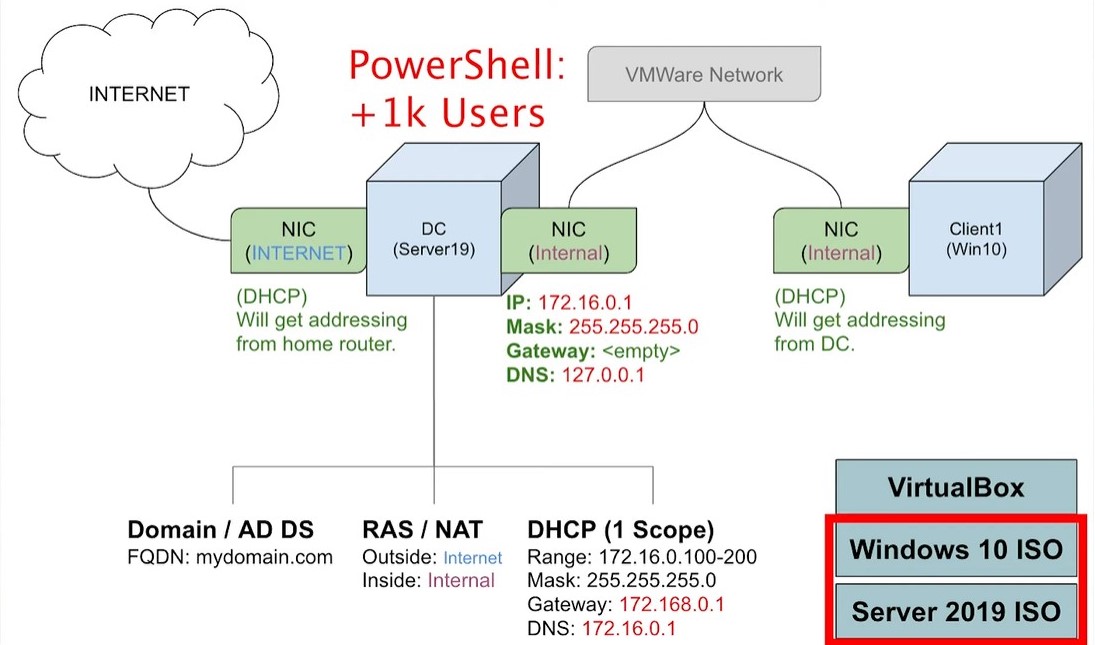 INTERNET
PowerShell:
+1k Users
VMWare Network
NIC
(INTERNET)
DC
(Server19)
NIC
(Internal)
NIC
(Internal)
Client1
(Win10)
(DHCP)
Will get addressing
from home router.
IP: 172.16.0.1
Mask: 255.255.255.0
Gateway: <empty>
DNS: 127.0.0.1
(DHCP)
Will get addressing
from DC.
Domain / AD DS
FQDN: mydomain.com
RAS / NAT
Outside: Internet
Inside: Internal
DHCP (1 Scope)
Range: 172.16.0.100-200
Mask: 255.255.255.0
Gateway: 172.168.0.1
DNS: 172.16.0.1
VirtualBox
Windows 10 ISO
Server 2019 ISO